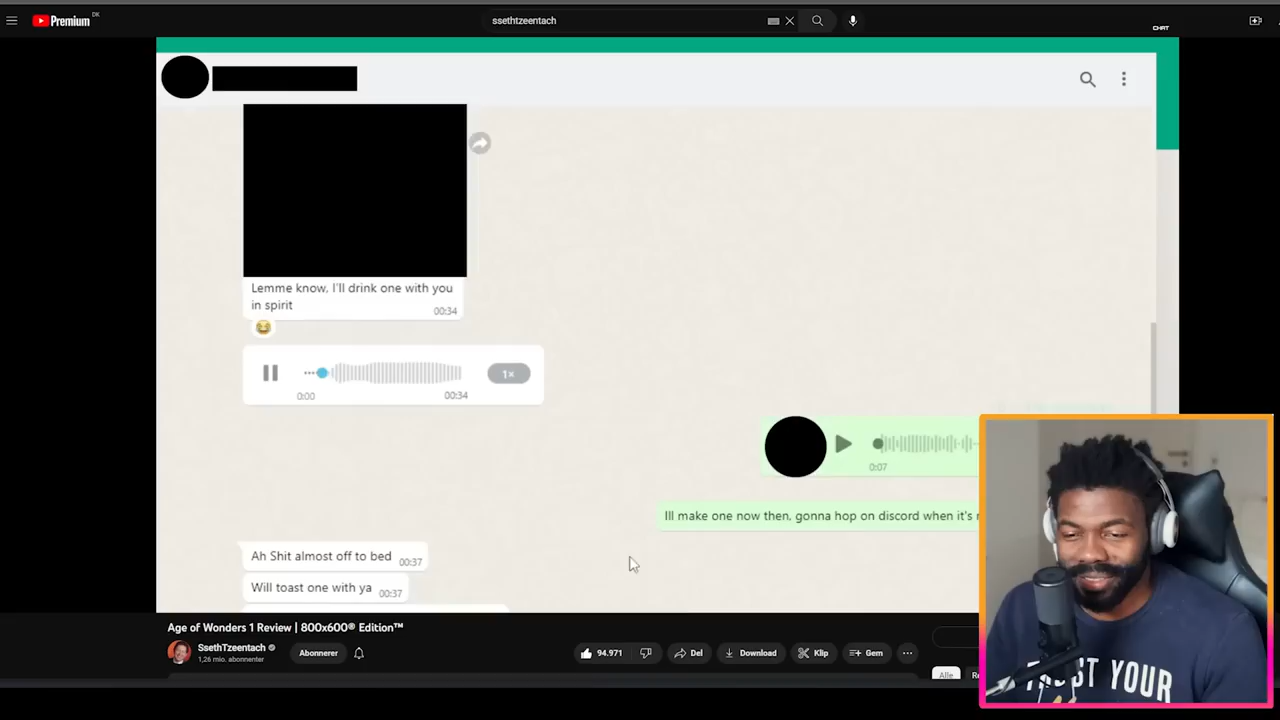 Premium DK
ssethtzeentach
CHAT
Lemme know, I'll drink one with you
in spirit
00:34
1×
0:00
00:34
0:07
Ill make one now then, gonna hop on discord when it's
Ah Shit almost off to bed
00:37
Will toast one with ya
00:37
Age of Wonders 1 Review | 800x600® Edition™
SsethTzeentach
1,26 mio. abonnenter
Abonnerer
94.971
Del
Download
Klip
Gem
Alle
TRUST YOUR